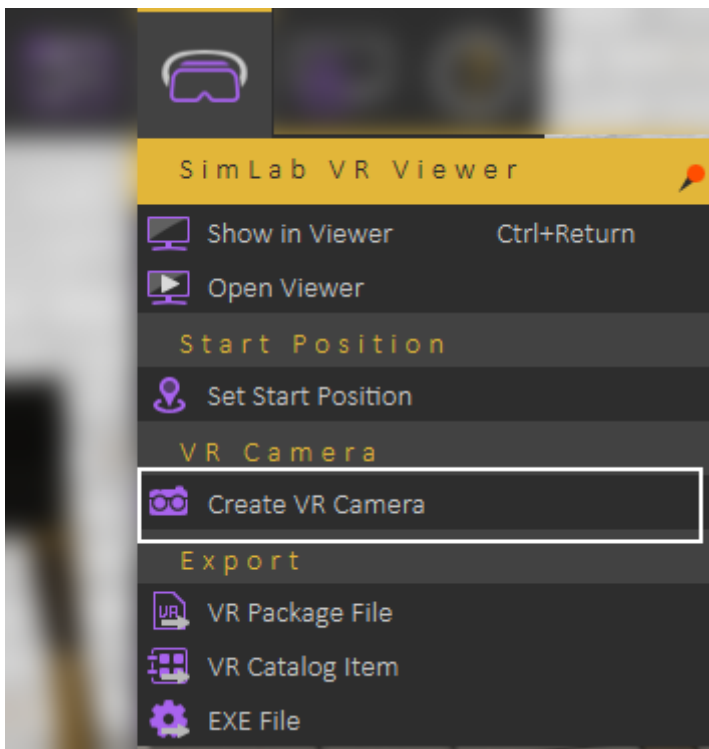 SimLab VR Viewer
Show in Viewer Ctrl+Return
Open Viewer
Start Position
Set Start Position
VR Camera
Create VR Camera
Export
VR Package File
VR Catalog Item
EXE File